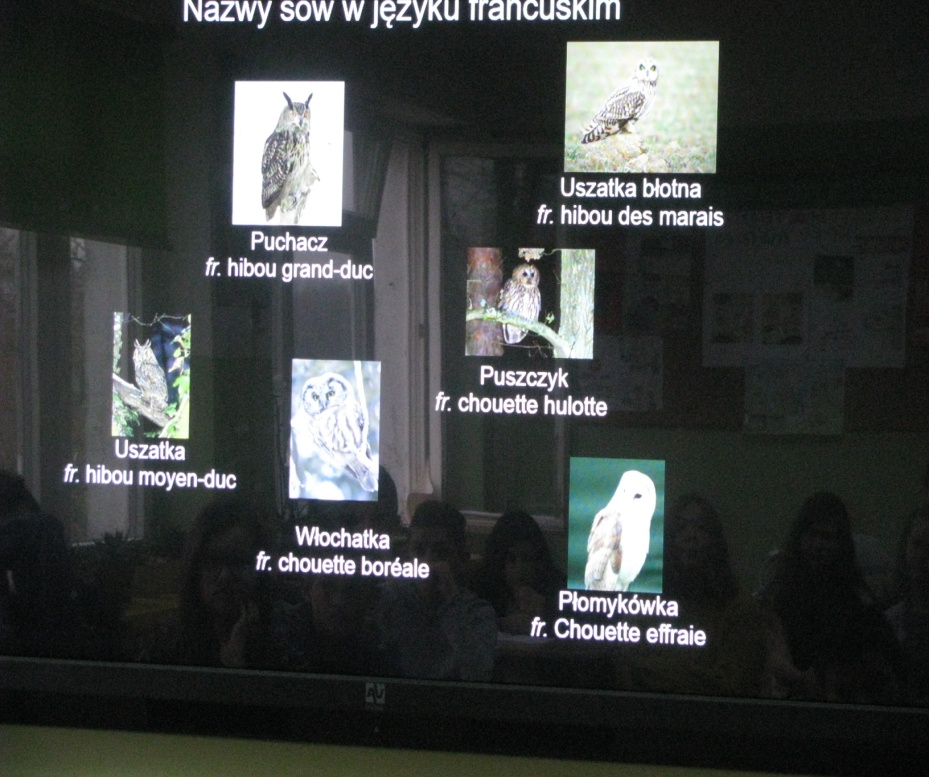 Nazwy sów w języku francuskim
Puchacz
fr. hibou grand-duc
Uszatka błotna
fr. hibou des marais
Puszczyk
fr. chouette hulotte
Uszatka
fr. hibou moyen-duc
Włochatka
fr. chouette boréale
Płomykówka
fr. Chouette effraie